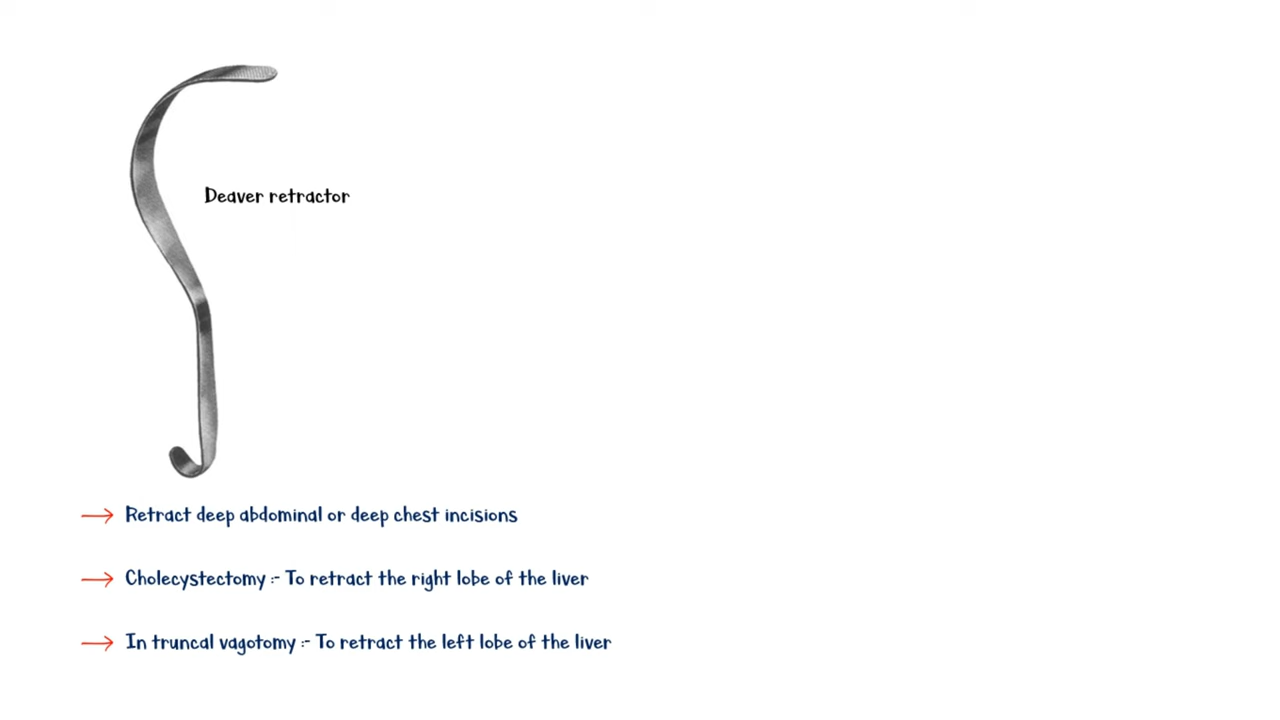 Deaver retractor
Retract deep abdominal or deep chest incisions
Cholecystectomy :- To retract the right lobe of the liver
In truncal vagotomy :- To retract the left lobe of the liver